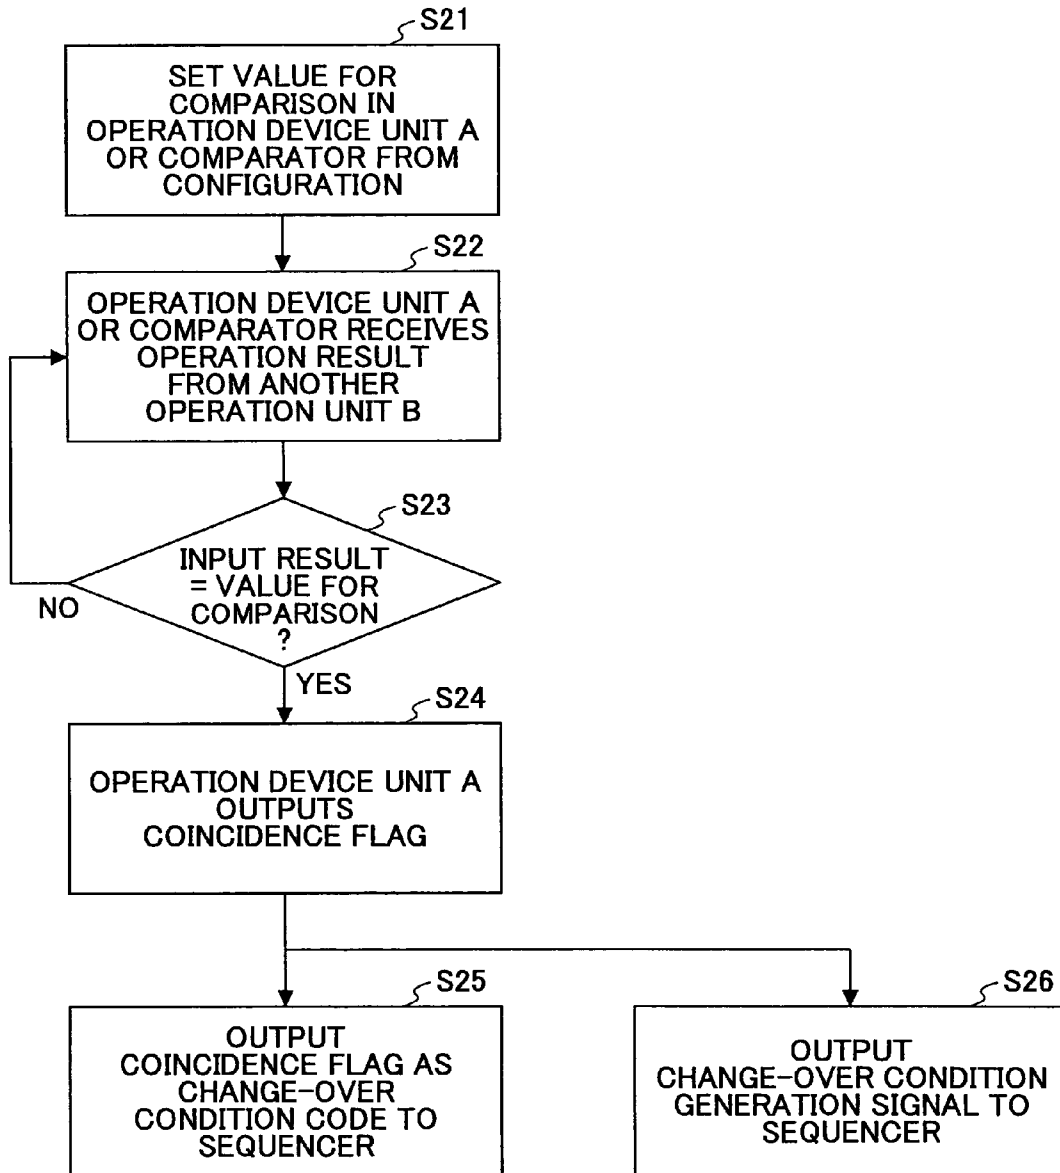 S21
SET VALUE FOR
COMPARISON IN
OPERATION DEVICE UNIT A
OR COMPARATOR FROM
CONFIGURATION
S22
OPERATION DEVICE UNIT A
OR COMPARATOR RECEIVES
OPERATION RESULT
FROM ANOTHER
OPERATION UNIT B
S23
INPUT RESULT
= VALUE FOR
COMPARISON
?
NO
YES
S24
OPERATION DEVICE UNIT A
OUTPUTS
COINCIDENCE FLAG
S25
OUTPUT
COINCIDENCE FLAG AS
CHANGE-OVER
CONDITION CODE TO
SEQUENCER
S26
OUTPUT
CHANGE-OVER CONDITION
GENERATION SIGNAL TO
SEQUENCER